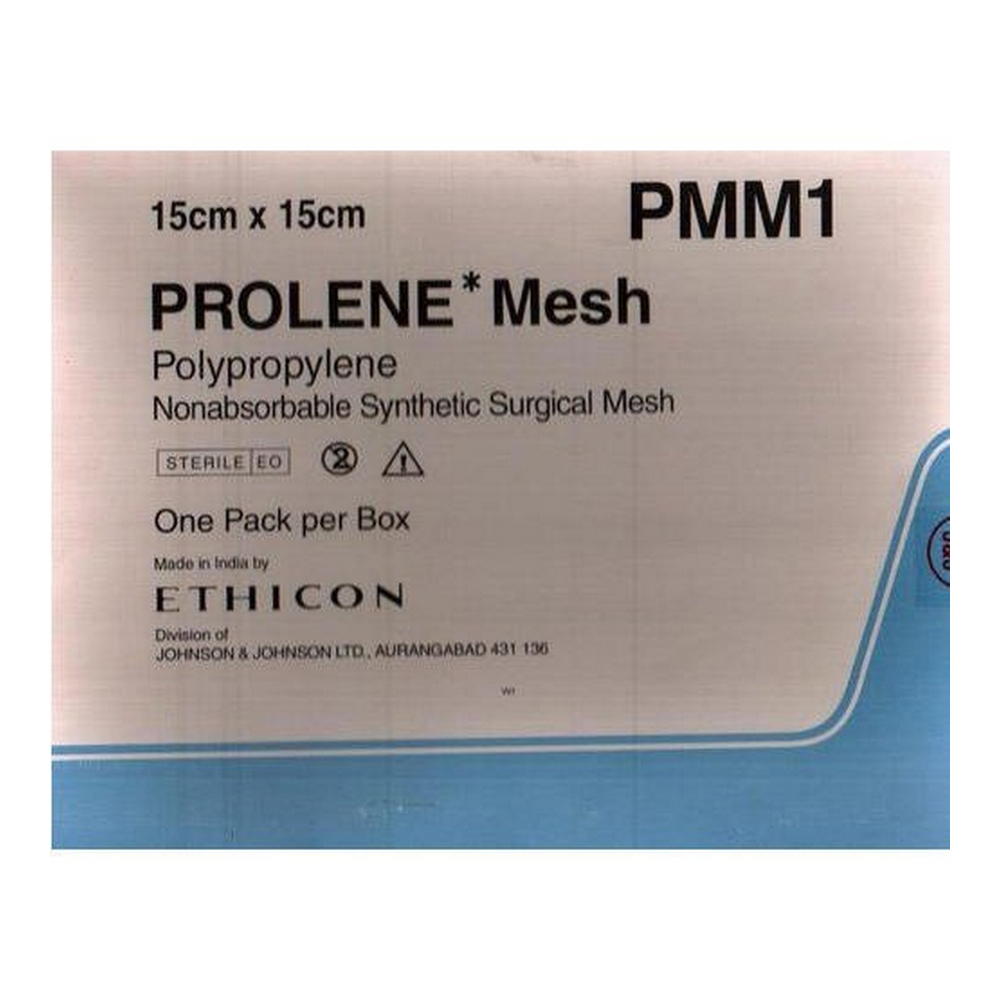 15cm x 15cm
PMM1
PROLENE* Mesh
Polypropylene
Nonabsorbable Synthetic Surgical Mesh
STERILE EO
2
!
One Pack per Box
Made in India by
ETHICON
Division of
JOHNSON & JOHNSON LTD., AURANGABAD 431 136